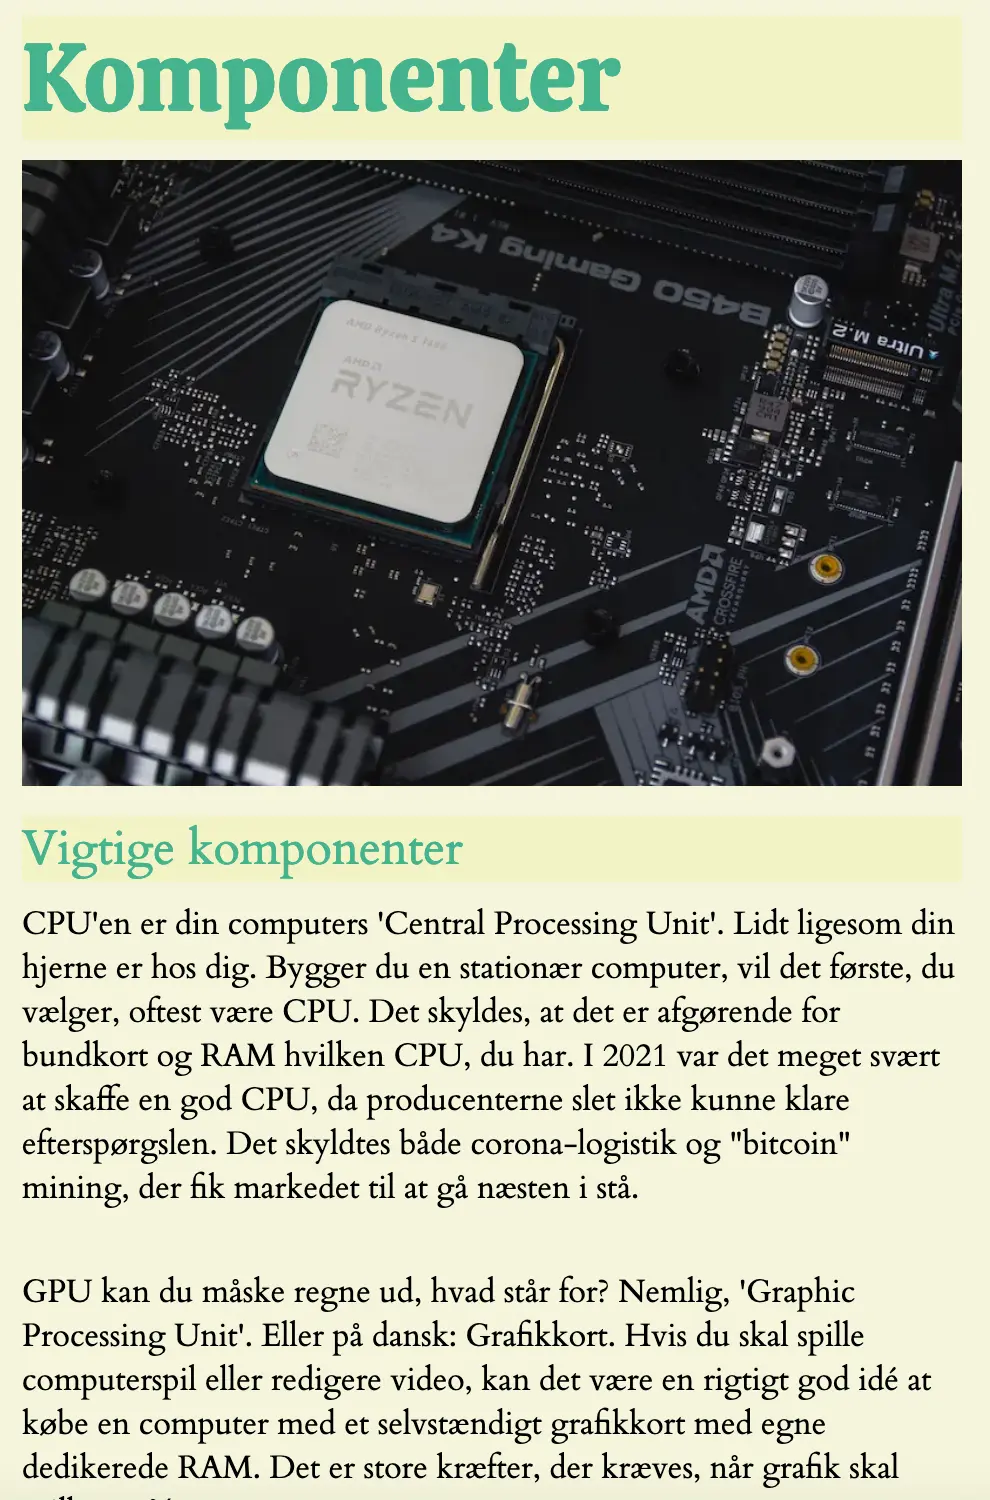 Komponenter
B450 Gaming K4
Ultra M.2
Ultra M.2
AMD Ryzen 5
AMD
RYZEN
AMD
CROSSFIRE
TECHNOLOGY
Vigtige komponenter
CPU'en er din computers 'Central Processing Unit'. Lidt ligesom din
hjerne er hos dig. Bygger du en stationær computer, vil det første, du
vælger, oftest være CPU. Det skyldes, at det er afgørende for
bundkort og RAM hvilken CPU, du har. I 2021 var det meget svært
at skaffe en god CPU, da producenterne slet ikke kunne klare
efterspørgslen. Det skyldtes både corona-logistik og "bitcoin"
mining, der fik markedet til at gå næsten i stå.
GPU kan du måske regne ud, hvad står for? Nemlig, 'Graphic
Processing Unit'. Eller på dansk: Grafikkort. Hvis du skal spille
computerspil eller redigere video, kan det være en rigtigt god idé at
købe en computer med et selvstændigt grafikkort med egne
dedikerede RAM. Det er store kræfter, der kræves, når grafik skal